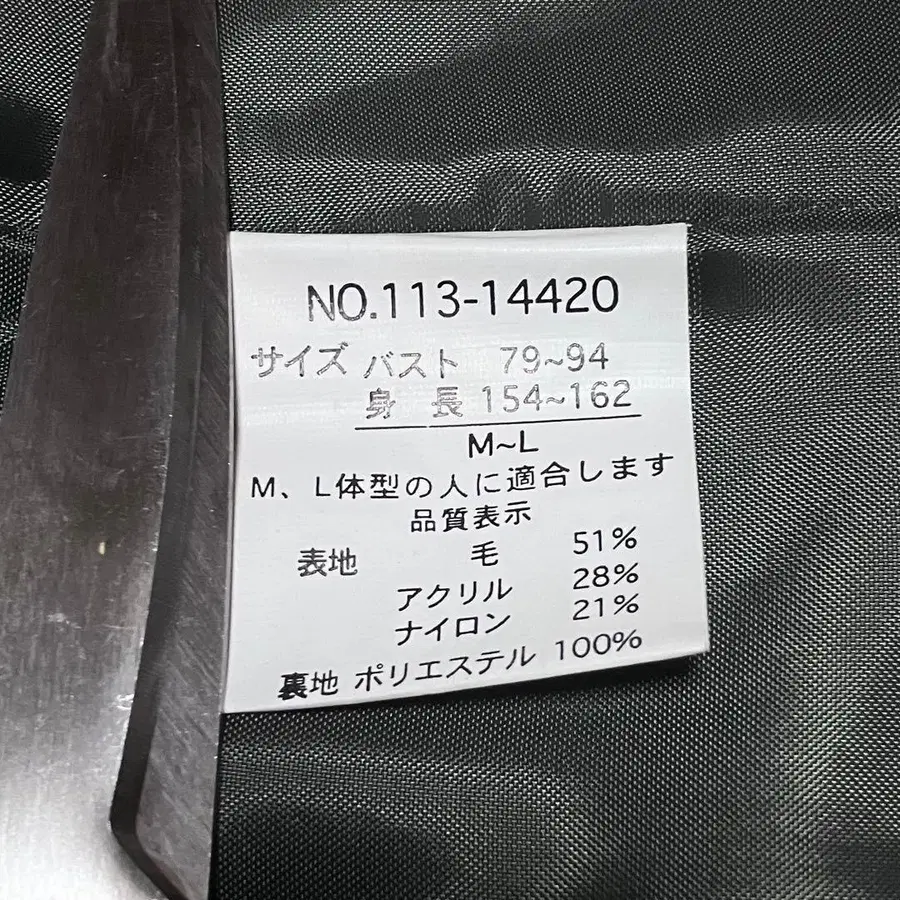 NO.113-14420
サイズ バスト 79~94
身 長 154~162
M~L
M、L体型の人に適合します
品質表示
表地 毛 51%
アクリル 28%
ナイロン 21%
裏地 ポリエステル 100%